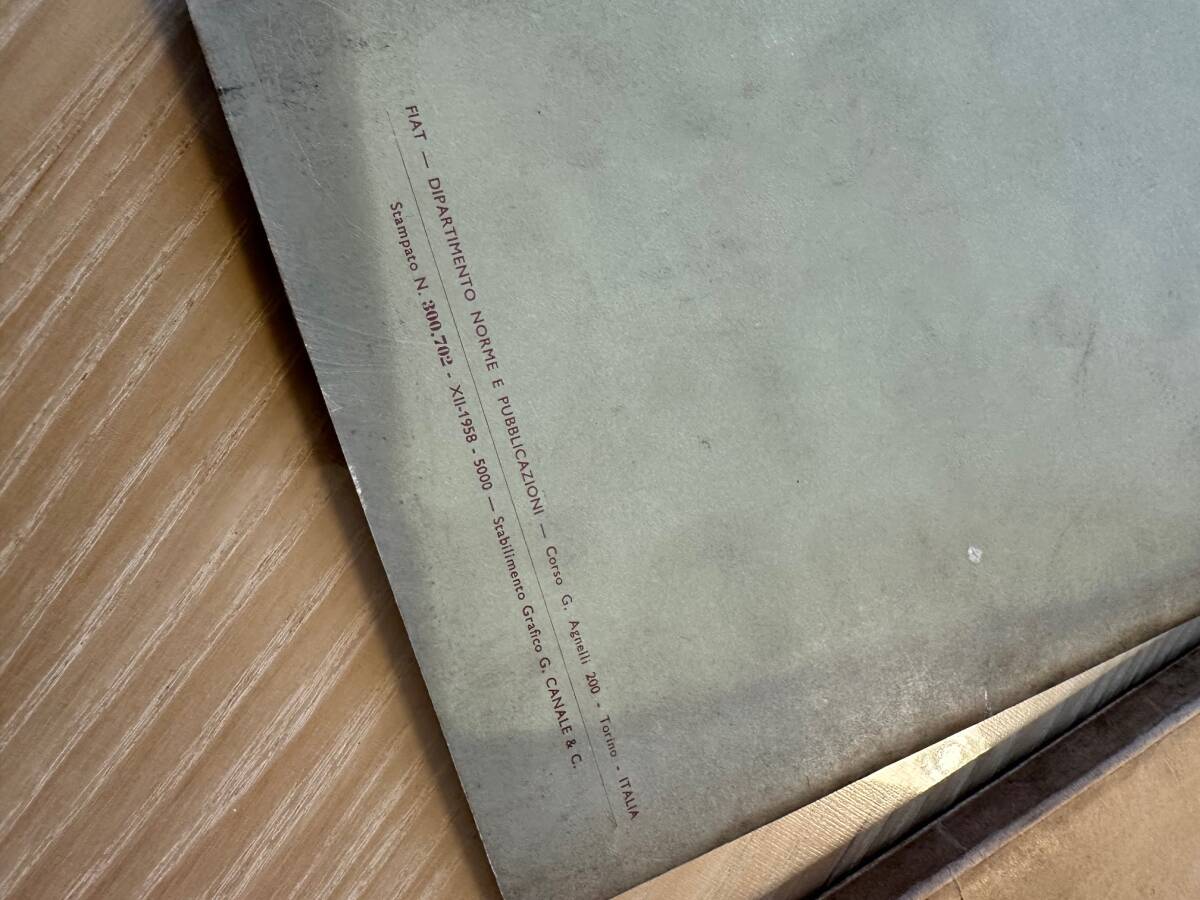 FIAT — DIPARTIMENTO NORME E PUBBLICAZIONI — Corso G. Agnelli 200 - Torino - ITALIA
Stampato N. 300.702 - XII-1958 - 5000 — Stabilimento Grafico G. CANALE & C.